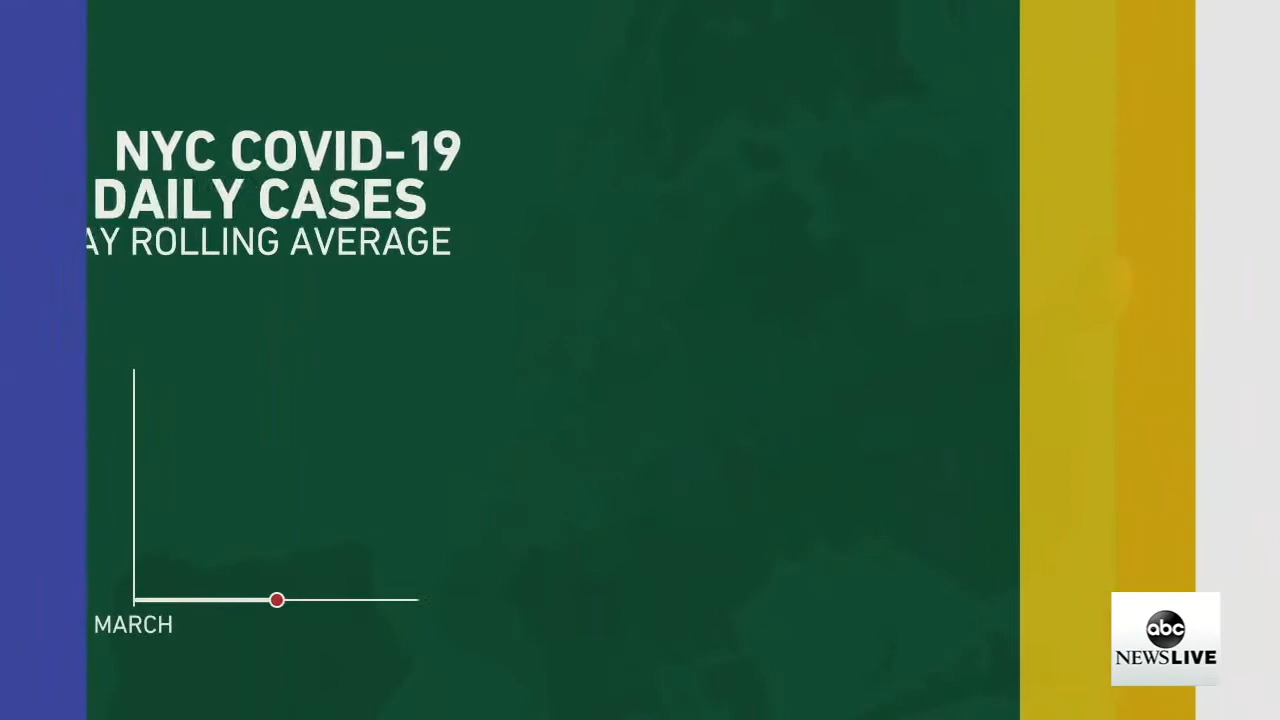 NYC COVID-19
DAILY CASES
AY ROLLING AVERAGE
MARCH
abc
NEWSLIVE